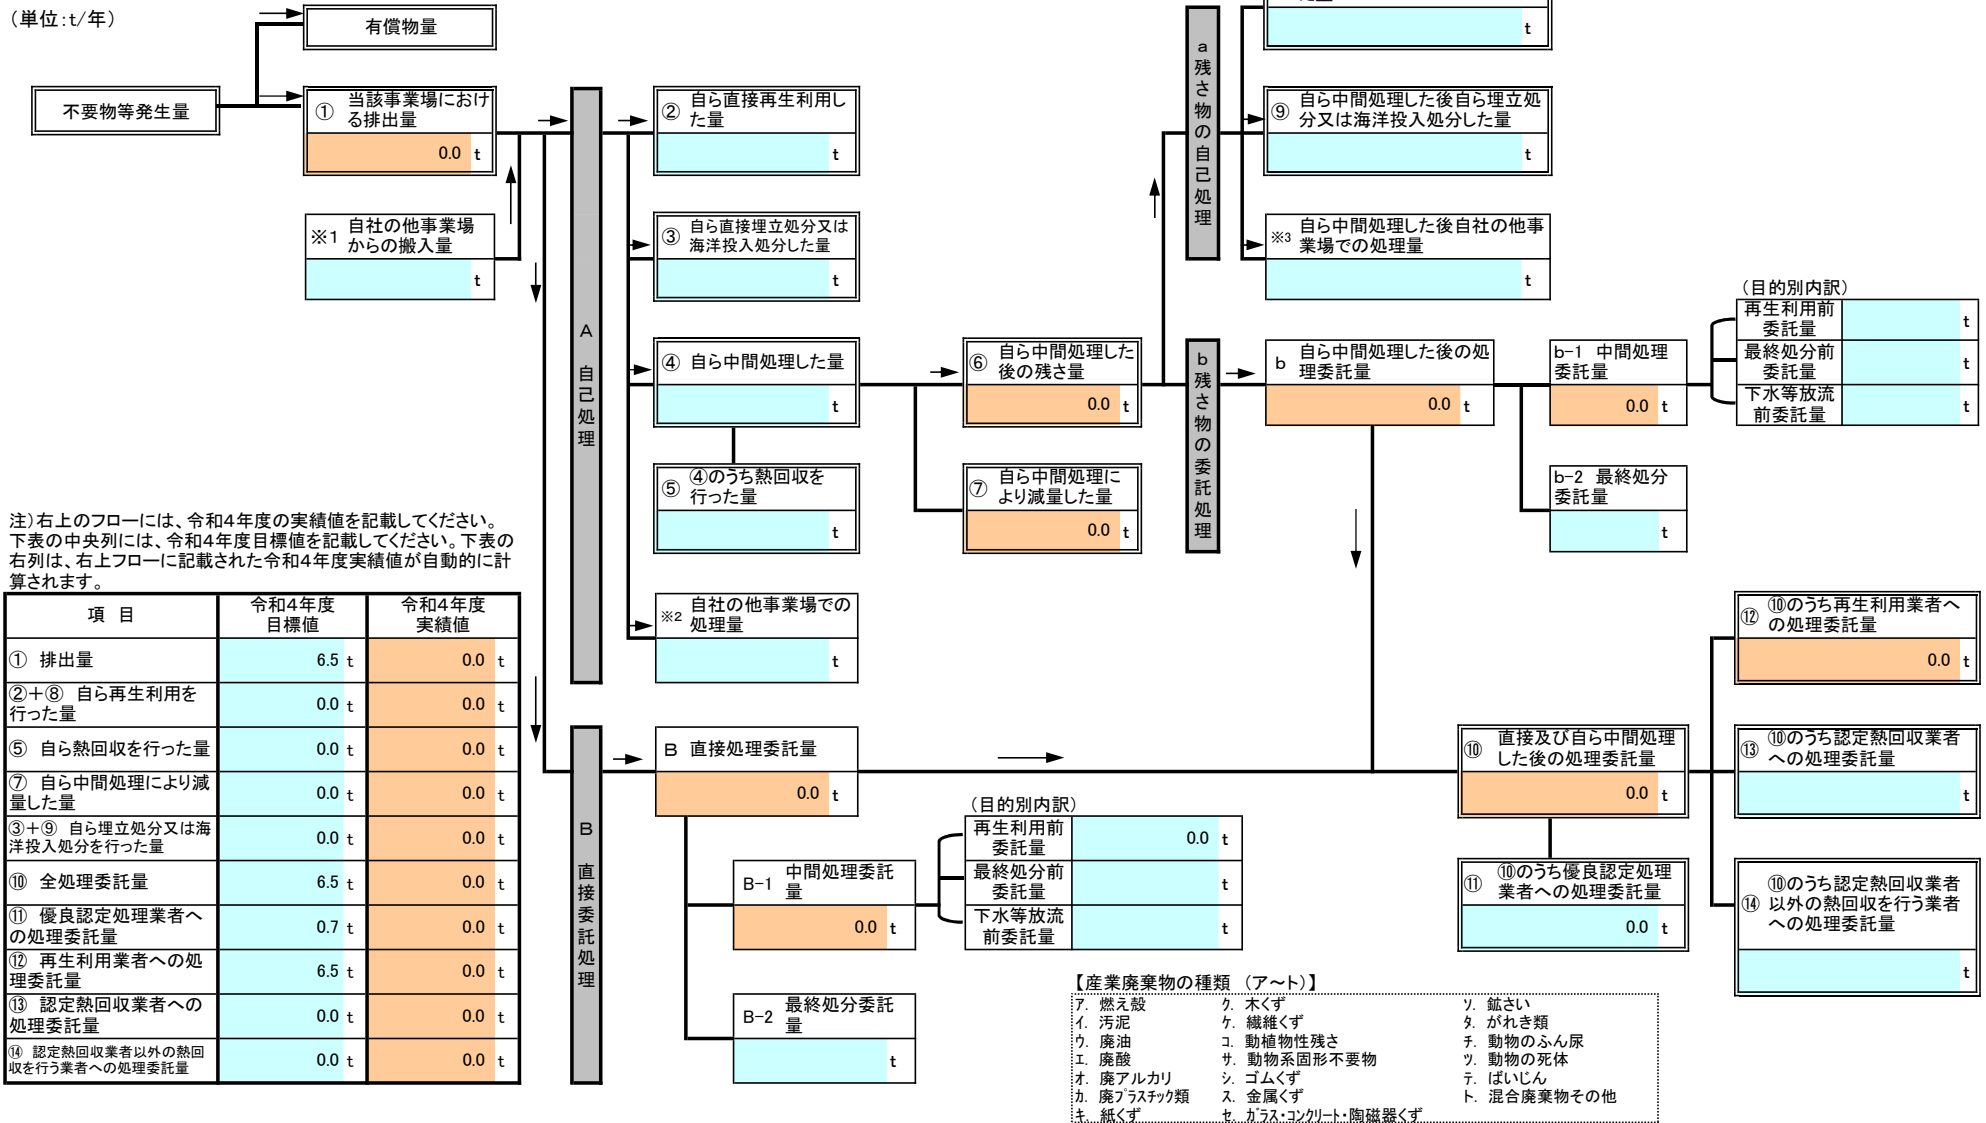 （単位:ｔ/年）
有償物量
不要物等発生量
① 当該事業場におけ
る排出量
0.0 t
※1 自社の他事業場
からの搬入量
t
A 自己処理
② 自ら直接再生利用し
た量
t
③ 自ら直接埋立処分又は
海洋投入処分した量
t
④ 自ら中間処理した量
t
⑤ ④のうち熱回収を
行った量
t
※2 自社の他事業場での
処理量
t
⑥ 自ら中間処理した
後の残さ量
0.0 t
⑦ 自ら中間処理に
より減量した量
0.0 t
a 残さ物の自己処理
t
⑨ 自ら中間処理した後自ら埋立処
分又は海洋投入処分した量
t
※3 自ら中間処理した後自社の他事
業場での処理量
t
b 残さ物の委託処理
b 自ら中間処理した後の処
理委託量
0.0 t
b-1 中間処理
委託量
0.0 t
b-2 最終処分
委託量
t
（目的別内訳）
再生利用前
委託量
t
最終処分前
委託量
t
下水等放流
前委託量
t
注）右上のフローには、令和4年度の実績値を記載してください。
下表の中央列には、令和4年度目標値を記載してください。下表の
右列は、右上フローに記載された令和4年度実績値が自動的に計
算されます。
項 目 令和4年度 令和4年度
目標値 実績値
① 排出量 6.5 t 0.0 t
②＋⑧ 自ら再生利用を
行った量 0.0 t 0.0 t
⑤ 自ら熱回収を行った量 0.0 t 0.0 t
⑦ 自ら中間処理により減
量した量 0.0 t 0.0 t
③＋⑨ 自ら埋立処分又は海
洋投入処分を行った量 0.0 t 0.0 t
⑩ 全処理委託量 6.5 t 0.0 t
⑪ 優良認定処理業者へ
の処理委託量 0.7 t 0.0 t
⑫ 再生利用業者への処
理委託量 6.5 t 0.0 t
⑬ 認定熱回収業者への
処理委託量 0.0 t 0.0 t
⑭ 認定熱回収業者以外の熱回
収を行う業者への処理委託量 0.0 t 0.0 t
B 直接委託処理
B 直接処理委託量
0.0 t
B-1 中間処理委託
量
0.0 t
B-2 最終処分委託
量
t
（目的別内訳）
再生利用前
委託量
0.0 t
最終処分前
委託量
t
下水等放流
前委託量
t
⑩ 直接及び自ら中間処理
した後の処理委託量
0.0 t
⑪ ⑩のうち優良認定処理
業者への処理委託量
0.0 t
⑫ ⑩のうち再生利用業者へ
の処理委託量
0.0 t
⑬ ⑩のうち認定熱回収業者
への処理委託量
t
⑭ ⑩のうち認定熱回収業者
以外の熱回収を行う業者
への処理委託量
t
【産業廃棄物の種類 （ア～ト）】
ア. 燃え殻 ク. 木くず ソ. 鉱さい
イ. 汚泥 ケ. 繊維くず タ. がれき類
ウ. 廃油 コ. 動植物性残さ チ. 動物のふん尿
エ. 廃酸 サ. 動物系固形不要物 ツ. 動物の死体
オ. 廃アルカリ シ. ゴムくず テ. ばいじん
カ. 廃プラスチック類 ス. 金属くず ト. 混合廃棄物その他
キ. 紙くず セ. ガラス・コンクリート・陶磁器くず